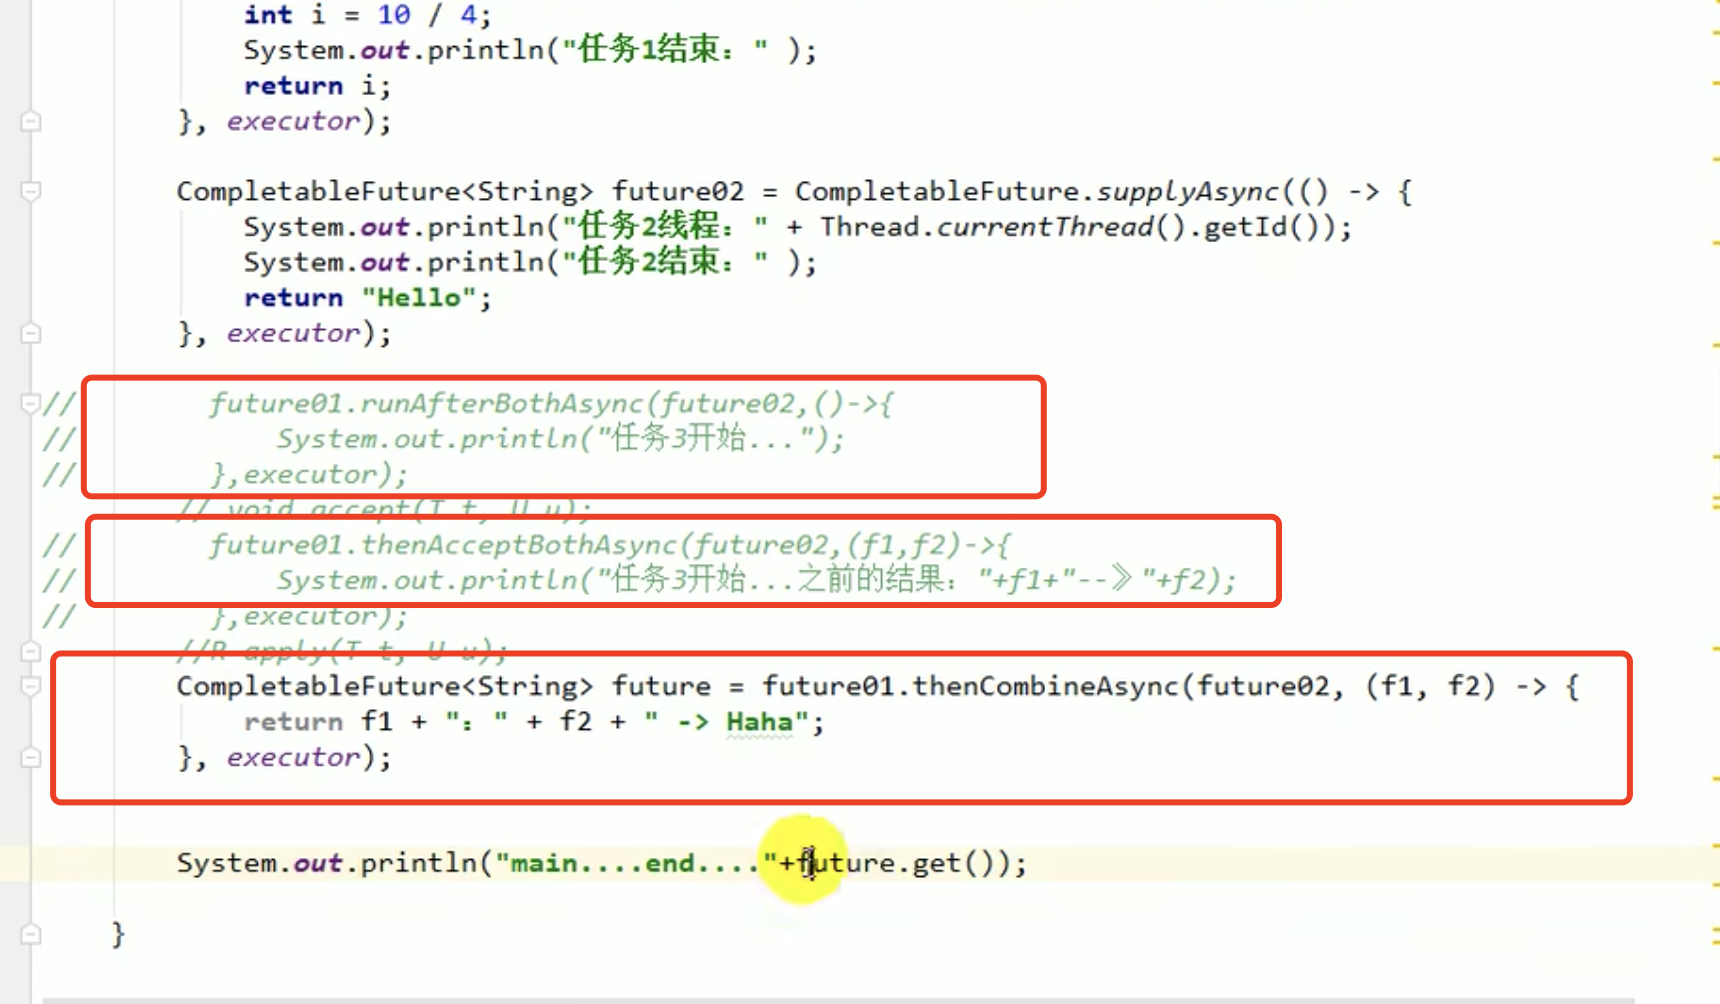 int i = 10 / 4;
System.out.println("任务1结束：" );
return i;
}, executor);
CompletableFuture<String> future02 = CompletableFuture.supplyAsync(() -> {
System.out.println("任务2线程：" + Thread.currentThread().getId());
System.out.println("任务2结束：" );
return "Hello";
}, executor);
// future01.runAfterBothAsync(future02,()->{
// System.out.println("任务3开始...");
// },executor);
// void accept(T t, U u);
// future01.thenAcceptBothAsync(future02,(f1,f2)->{
// System.out.println("任务3开始...之前的结果："+f1+"--》"+f2);
// },executor);
//R apply(T t, U u);
CompletableFuture<String> future = future01.thenCombineAsync(future02, (f1, f2) -> {
return f1 + "：" + f2 + " -> Haha";
}, executor);
System.out.println("main....end...."+future.get());
}